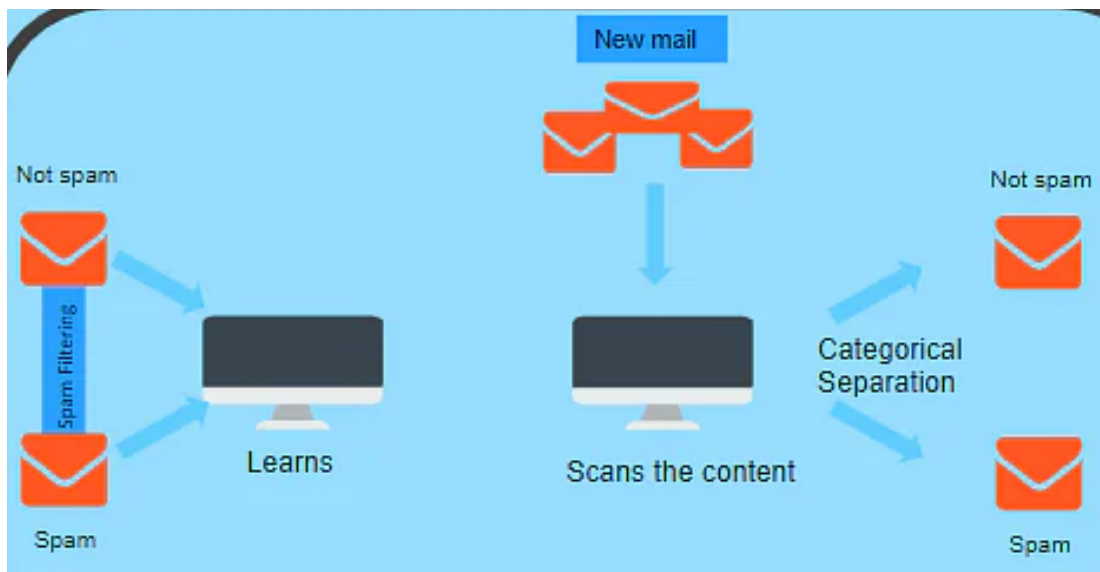 New mail
Not spam
Spam Filtering
Spam
Learns
Scans the content
Categorical
Separation
Not spam
Spam